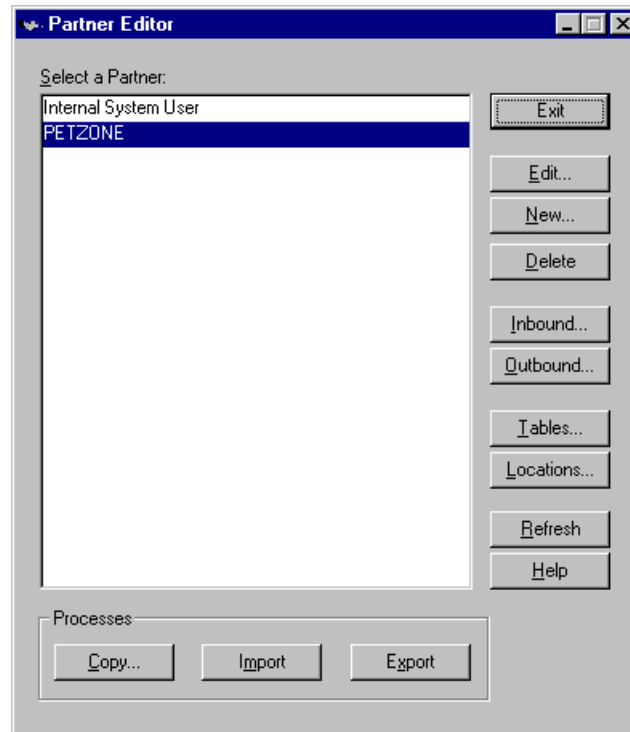 Partner Editor
Select a Partner:
Internal System User
PETZONE
Exit
Edit...
New...
Delete
Inbound...
Outbound...
Tables...
Locations...
Refresh
Help
Processes
Copy...
Import
Export